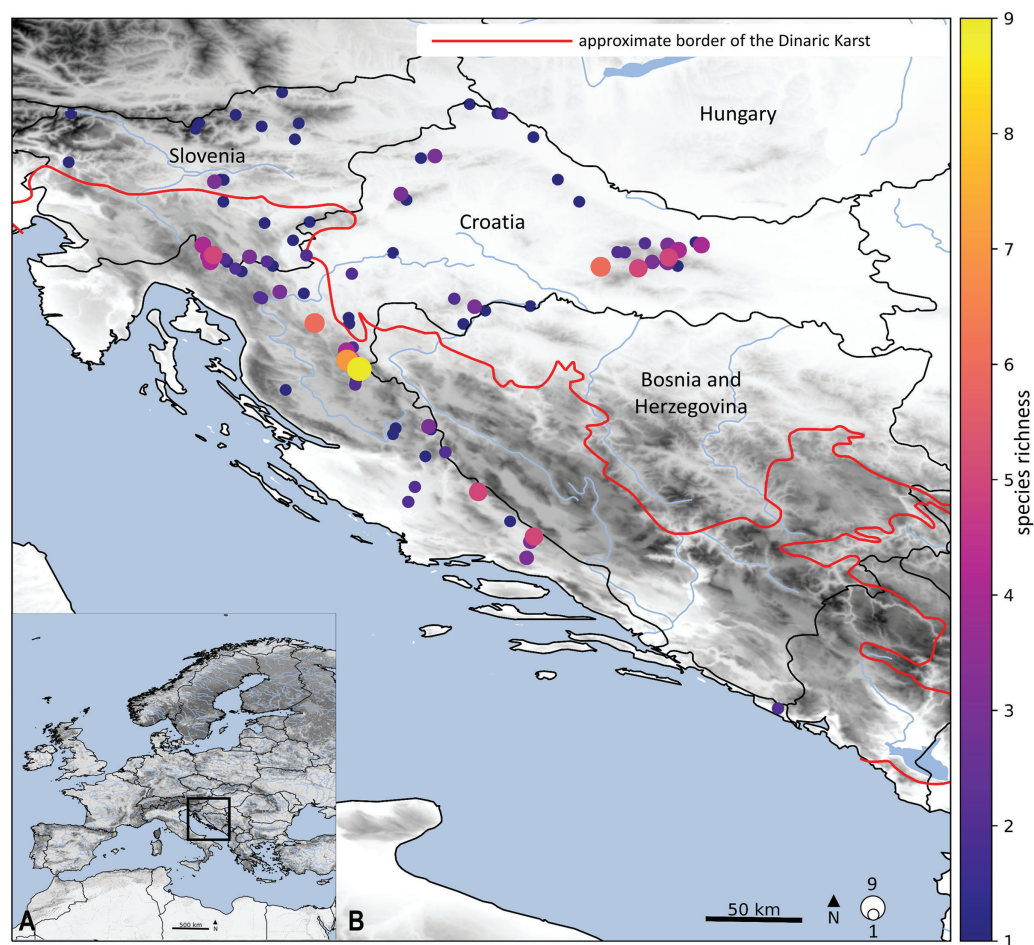 approximate border of the Dinaric Karst
Hungary
Slovenia
Croatia
Bosnia and
Herzegovina
9
8
7
6
5
4
3
2
1
species richness
A
500 km
N
B
50 km
N
9
1